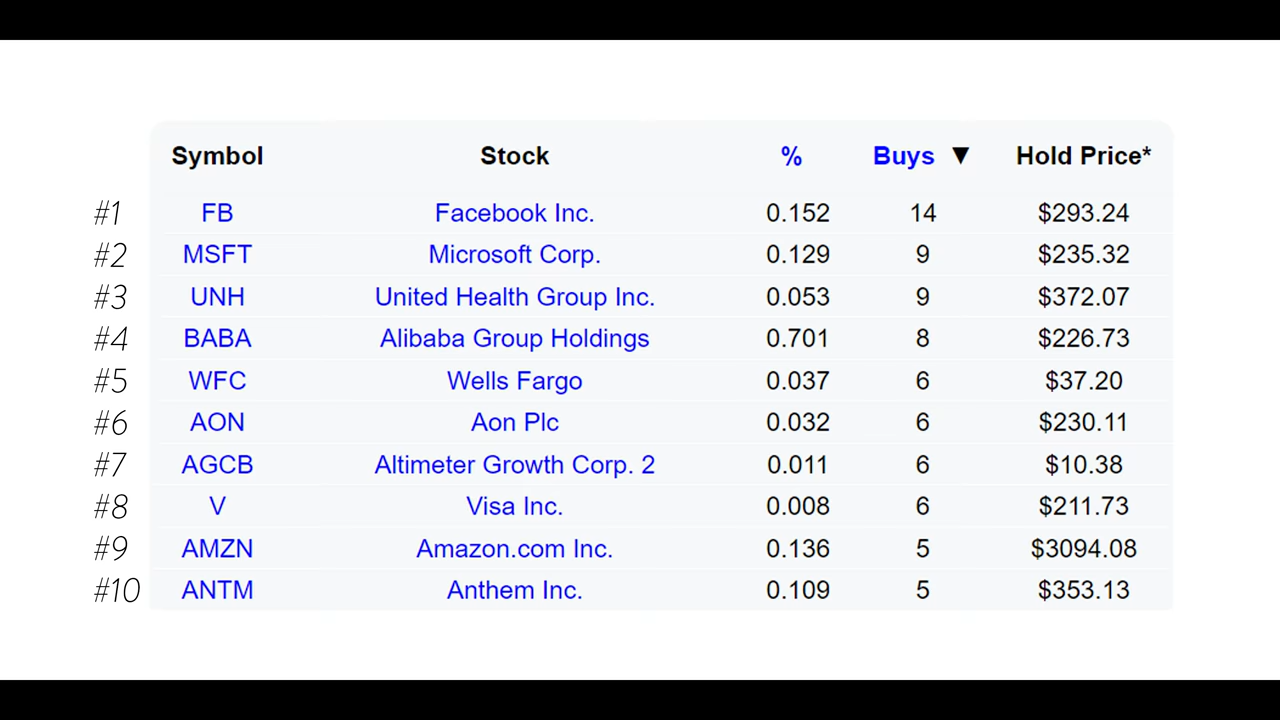 Symbol Stock % Buys ▼ Hold Price*
#1 FB Facebook Inc. 0.152 14 $293.24
#2 MSFT Microsoft Corp. 0.129 9 $235.32
#3 UNH United Health Group Inc. 0.053 9 $372.07
#4 BABA Alibaba Group Holdings 0.701 8 $226.73
#5 WFC Wells Fargo 0.037 6 $37.20
#6 AON Aon Plc 0.032 6 $230.11
#7 AGCB Altimeter Growth Corp. 2 0.011 6 $10.38
#8 V Visa Inc. 0.008 6 $211.73
#9 AMZN Amazon.com Inc. 0.136 5 $3094.08
#10 ANTM Anthem Inc. 0.109 5 $353.13